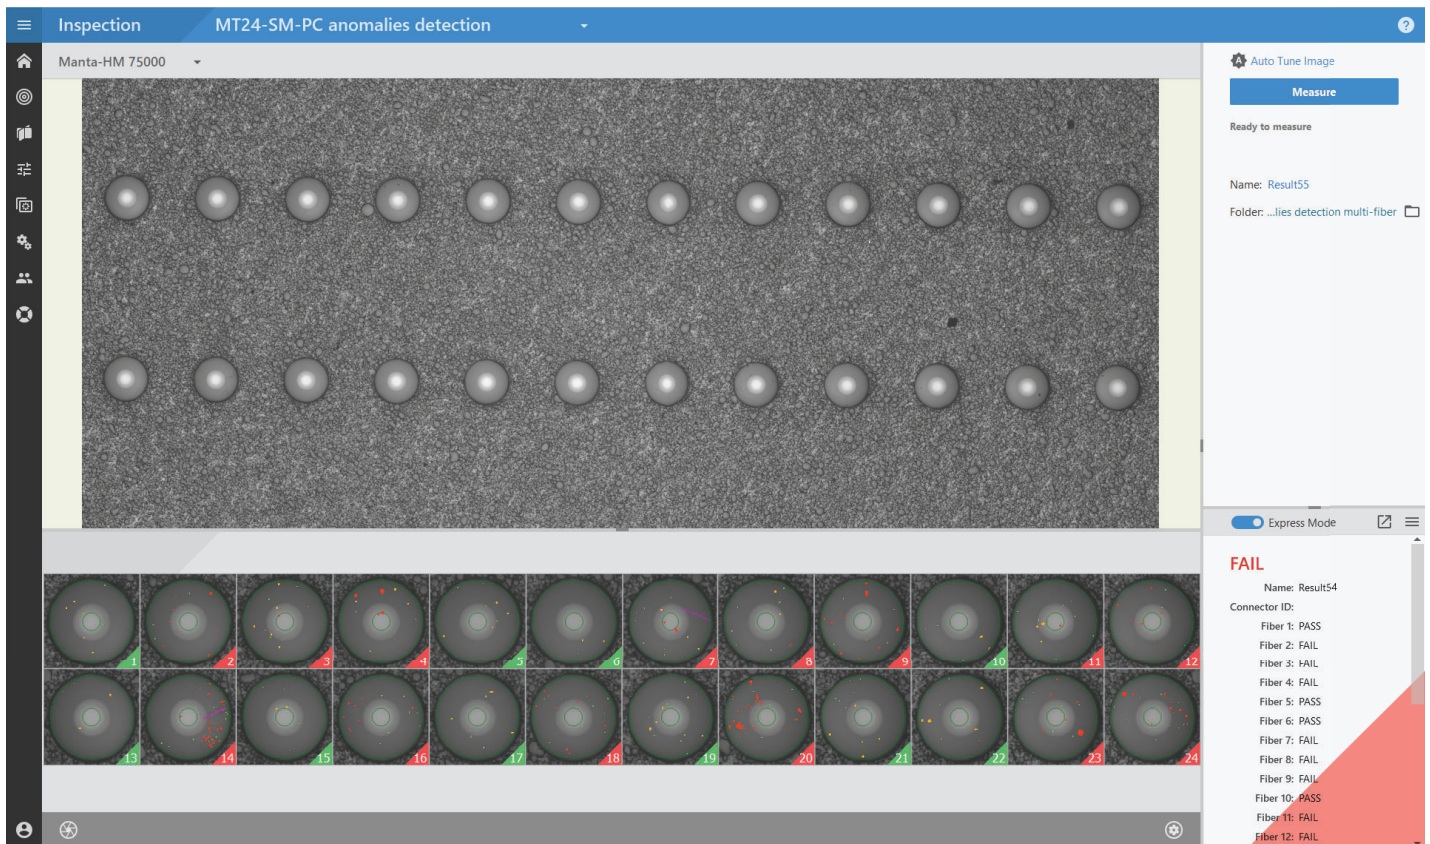 Inspection
MT24-SM-PC anomalies detection
?
Manta-HM 75000
A Auto Tune Image
Measure
Ready to measure
Name: Result55
Folder: ...lies detection multi-fiber
Express Mode
1
2
3
4
5
6
7
8
9
10
11
12
13
14
15
16
17
18
19
20
21
22
23
24
FAIL
Name: Result54
Connector ID:
Fiber 1: PASS
Fiber 2: FAIL
Fiber 3: FAIL
Fiber 4: FAIL
Fiber 5: PASS
Fiber 6: PASS
Fiber 7: FAIL
Fiber 8: FAIL
Fiber 9: FAIL
Fiber 10: PASS
Fiber 11: FAIL
Fiber 12: FAIL